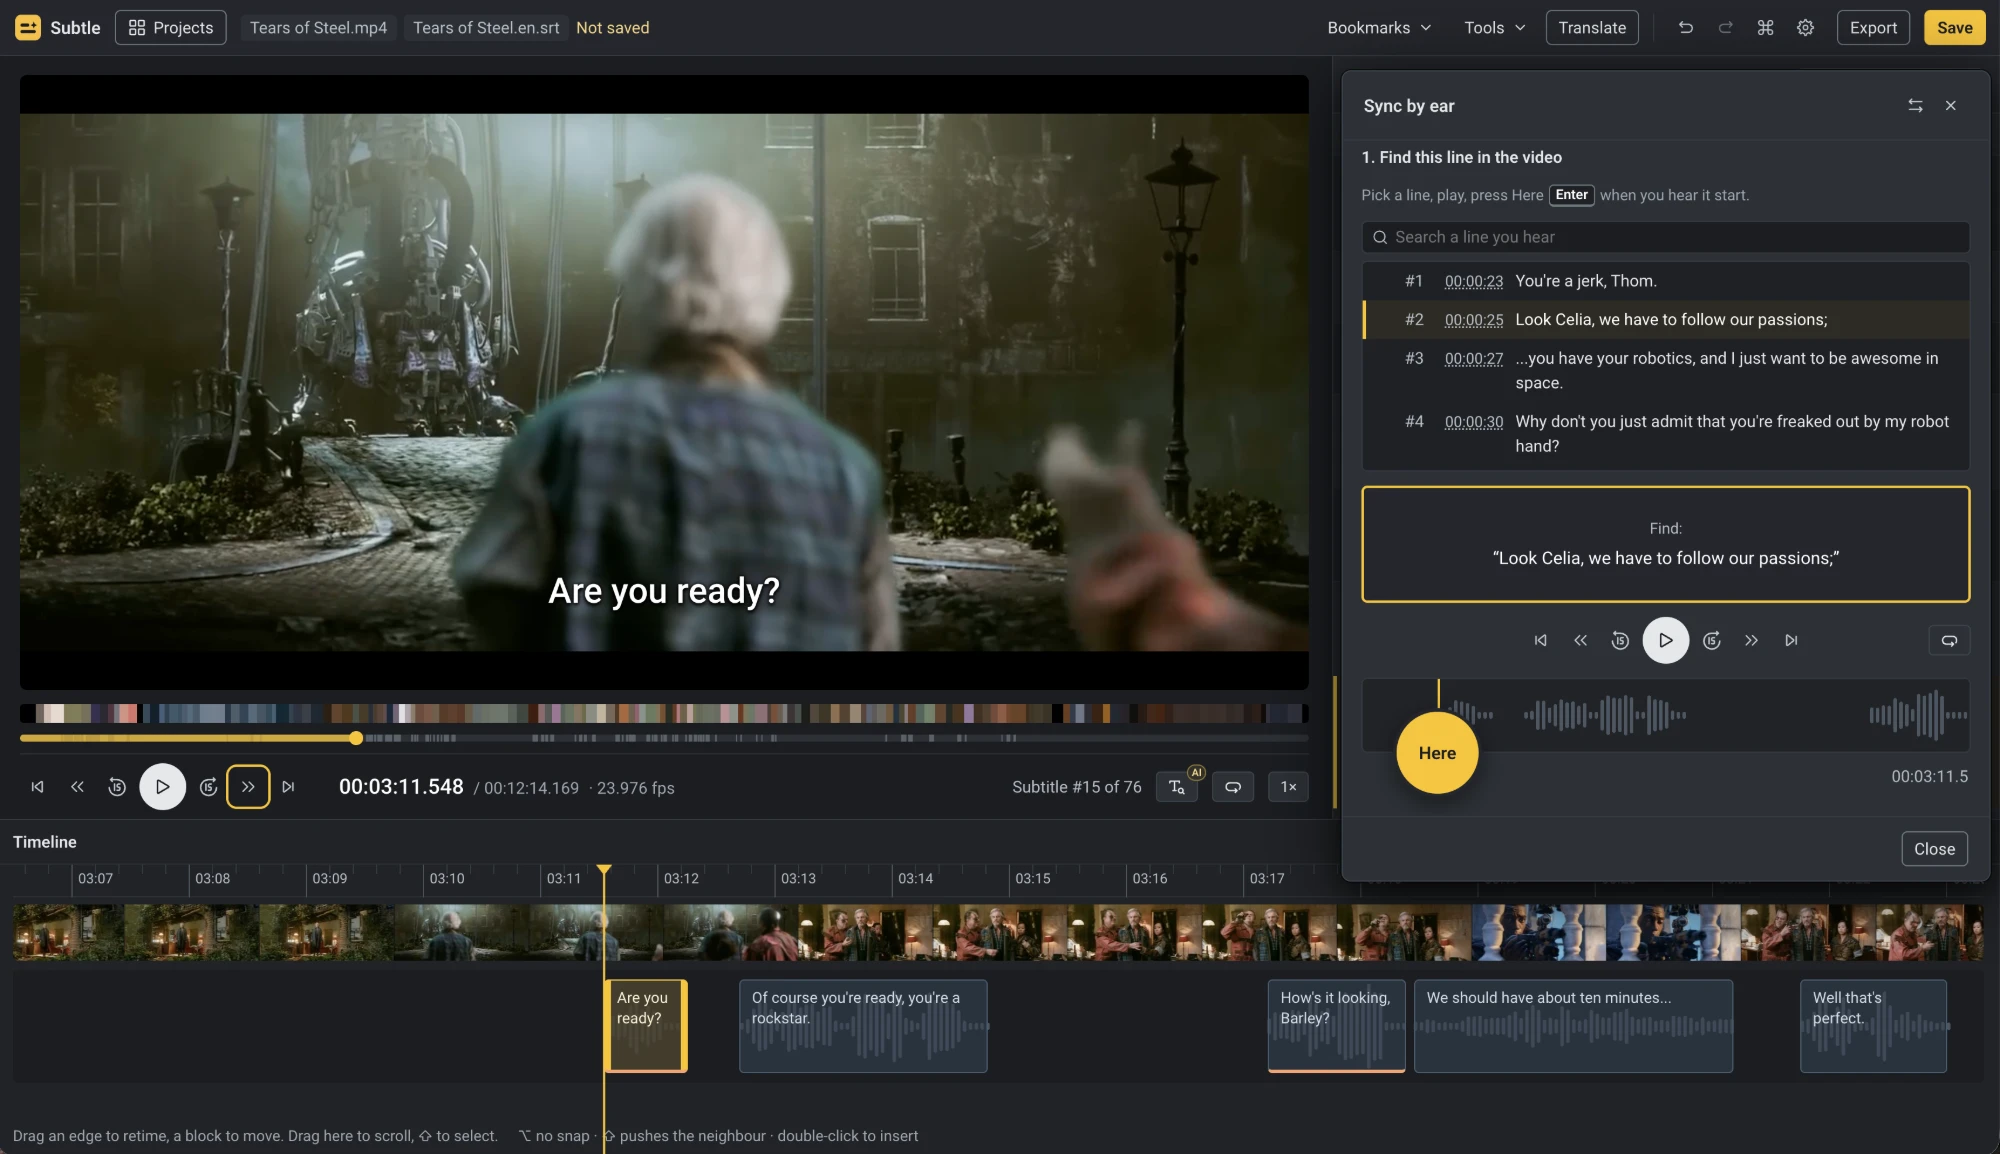 Subtle
Projects
Tears of Steel.mp4
Tears of Steel.en.srt
Not saved
Bookmarks
Tools
Translate
Export
Save
Are you ready?
00:03:11.548 / 00:12:14.169 · 23.976 fps
Subtitle #15 of 76
AI
1×
Sync by ear
1. Find this line in the video
Pick a line, play, press Here Enter when you hear it start.
Search a line you hear
#1 00:00:23 You're a jerk, Thom.
#2 00:00:25 Look Celia, we have to follow our passions;
#3 00:00:27 ...you have your robotics, and I just want to be awesome in
space.
#4 00:00:30 Why don't you just admit that you're freaked out by my robot
hand?
Find:
“Look Celia, we have to follow our passions;”
15
15
Here
00:03:11.5
Close
15
15
Timeline
03:07 03:08 03:09 03:10 03:11 03:12 03:13 03:14 03:15 03:16 03:17
Are you
ready?
Of course you're ready, you're a
rockstar.
How's it looking,
Barley?
We should have about ten minutes...
Well that's
perfect.
Drag an edge to retime, a block to move. Drag here to scroll, ⇧ to select. ⌥ no snap · ⇧ pushes the neighbour · double-click to insert